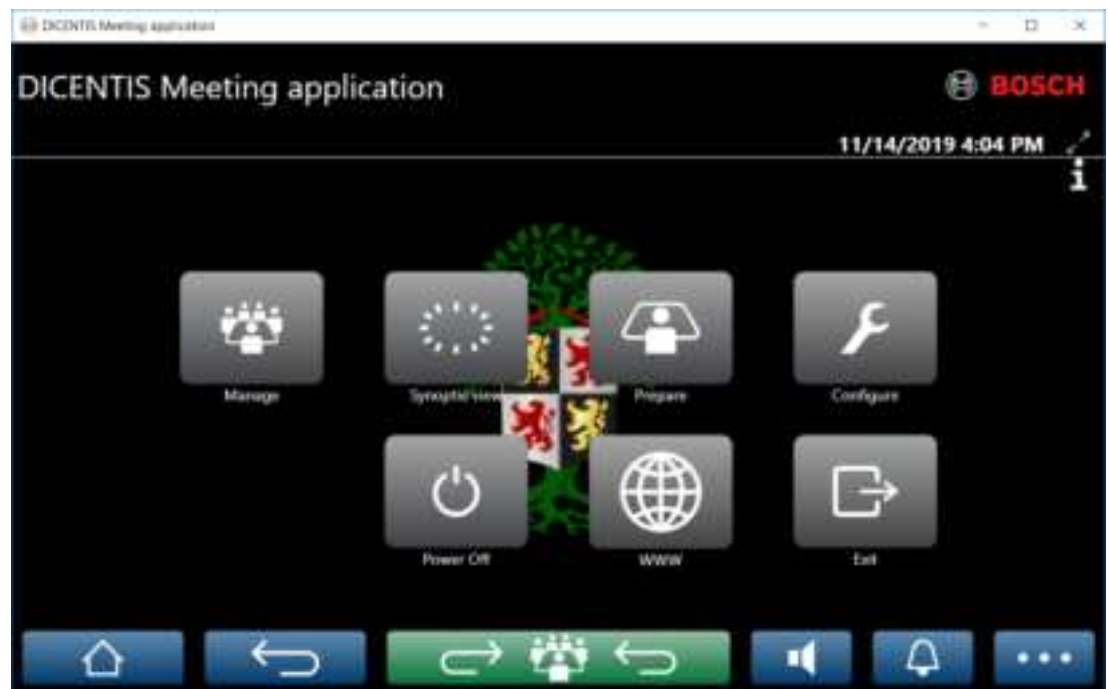 DICENTIS Meeting application
DICENTIS Meeting application
BOSCH
11/14/2019 4:04 PM
Manage
Synoptic view
Prepare
Configure
Power Off
WWW
Exit